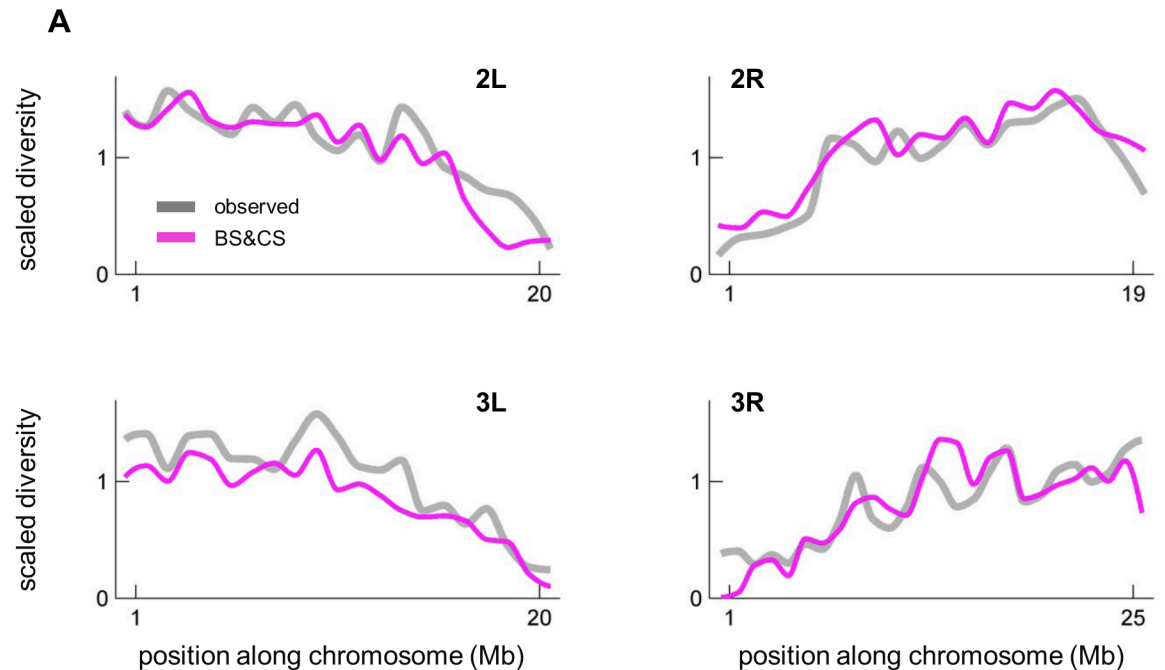 A
2L
scaled diversity
1
observed
BS&CS
0
1
20
2R
1
0
1
19
3L
scaled diversity
1
0
1
20
position along chromosome (Mb)
3R
1
0
1
25
position along chromosome (Mb)